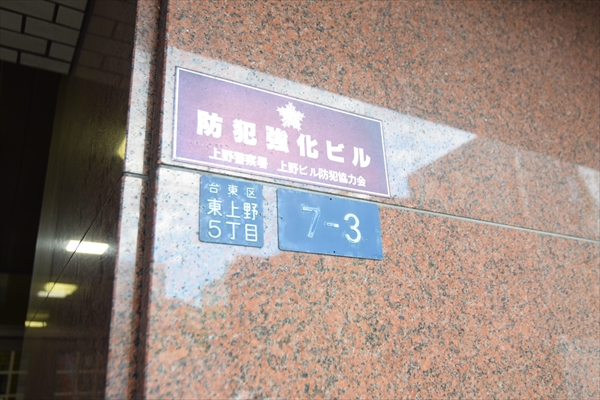 防犯強化ビル
上野警察署 上野ビル防犯協力会
台東区
東上野
5丁目
7-3